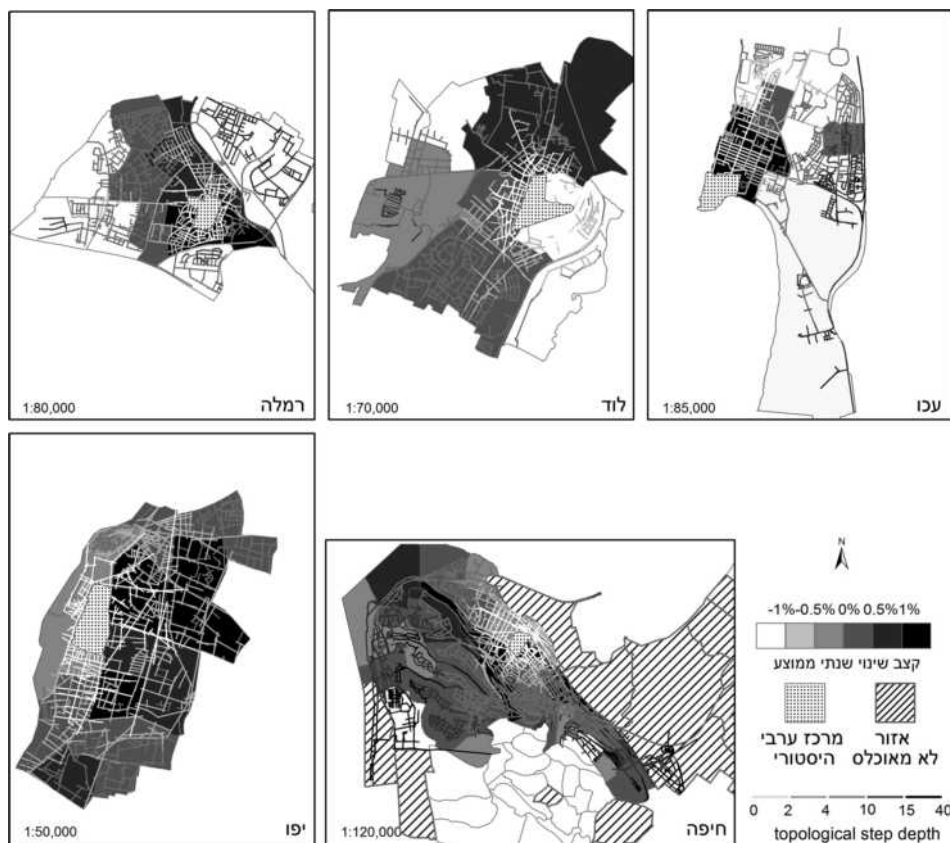 1:80,000
רמלה
1:70,000
לוד
1:85,000
עכו
1:50,000
יפו
1:120,000
חיפה
N
-1% -0.5% 0% 0.5% 1%
קצב שינוי שנתי ממוצע
מרכז ערבי
היסטורי
אזור
לא מאוכלס
0 2 4 10 15 40
topological step depth